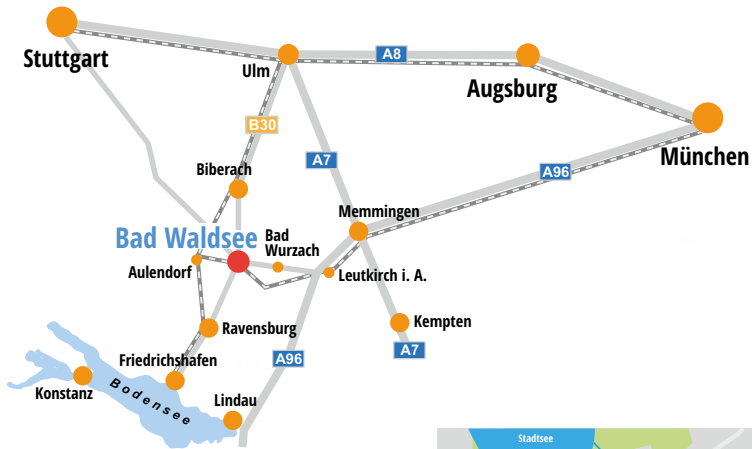 Stuttgart
Ulm
A8
Augsburg
München
B30
Biberach
A7
A96
Memmingen
Bad Waldsee
Bad
Wurzach
Aulendorf
Leutkirch i. A.
Ravensburg
Kempten
A7
A96
Friedrichshafen
Konstanz
Bodensee
Lindau
Stadtsee